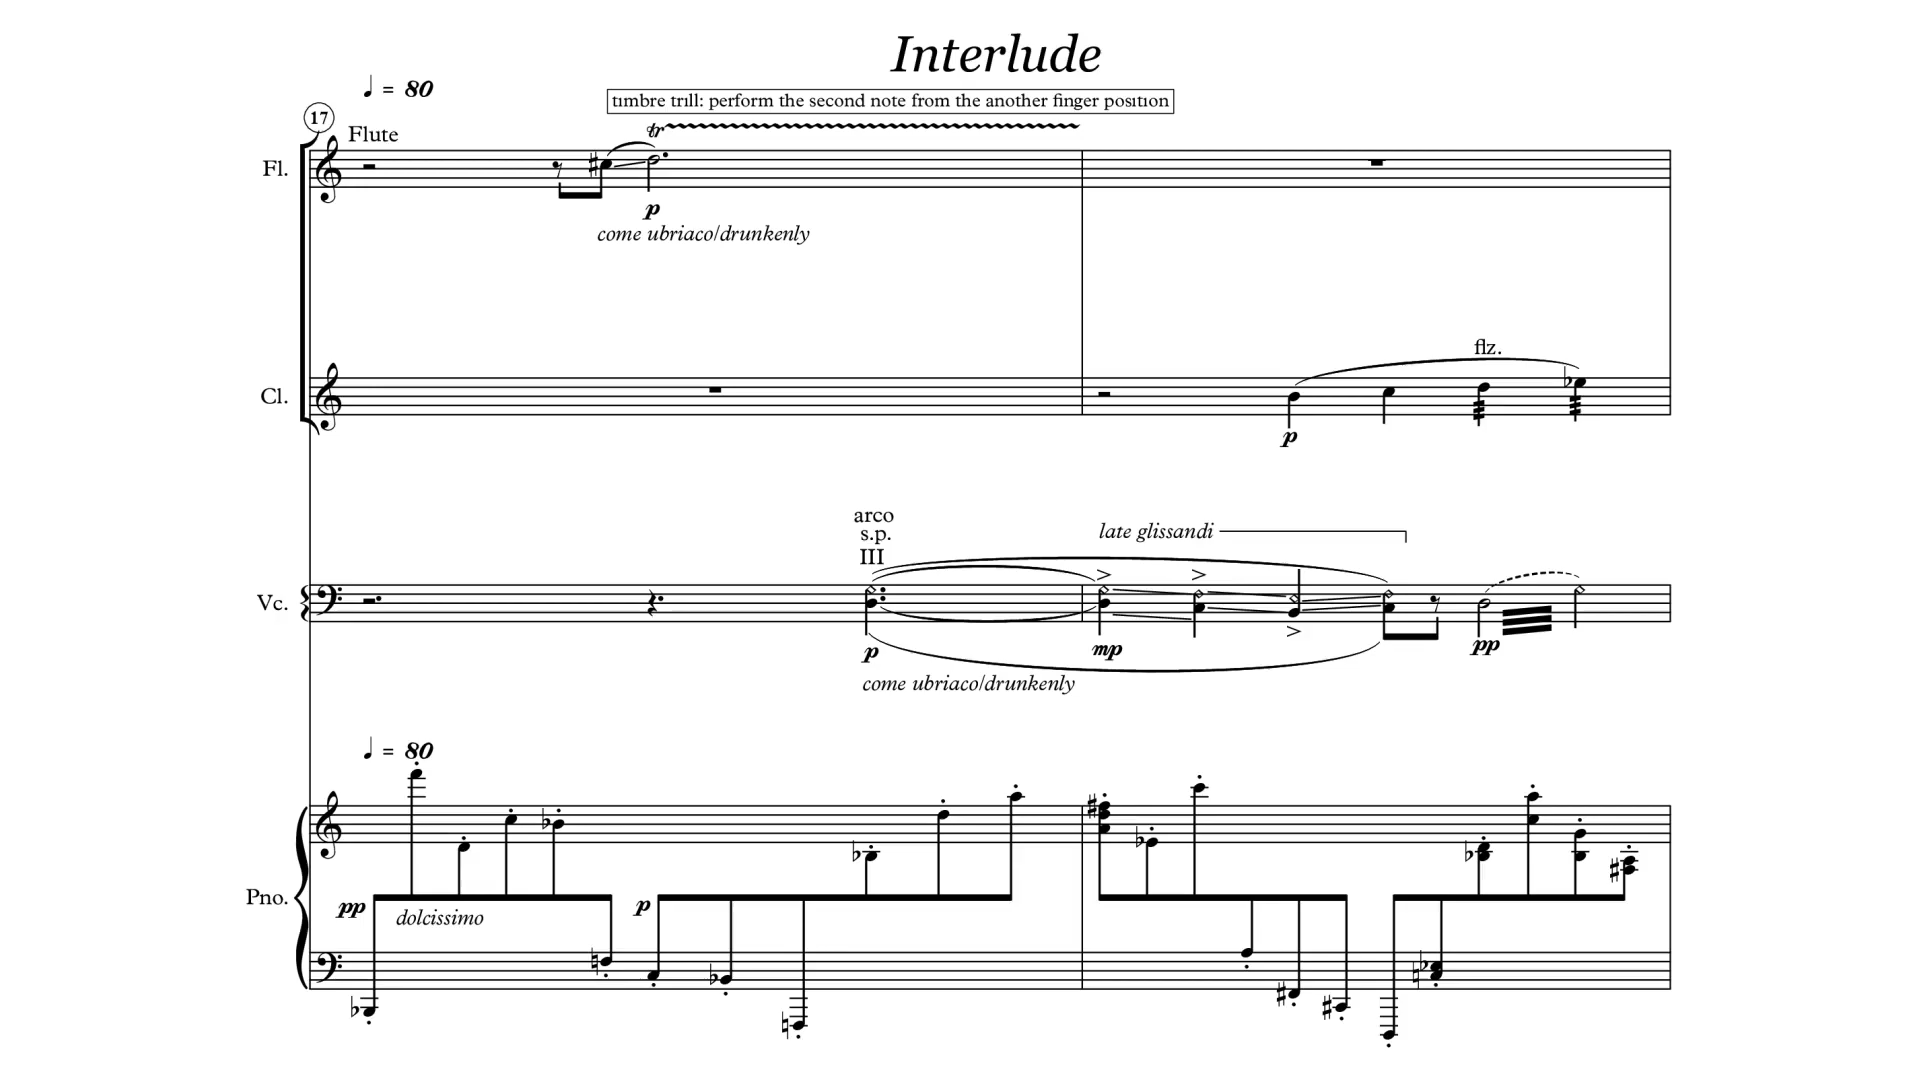 Interlude
♩ = 80
timbre trill: perform the second note from the another finger position
17
Flute
tr
Fl.
p
come ubriaco/drunkenly
flz.
Cl.
p
arco
s.p.
III
late glissandi
Vc.
p
mp
pp
come ubriaco/drunkenly
♩ = 80
Pno.
pp
dolcissimo
p